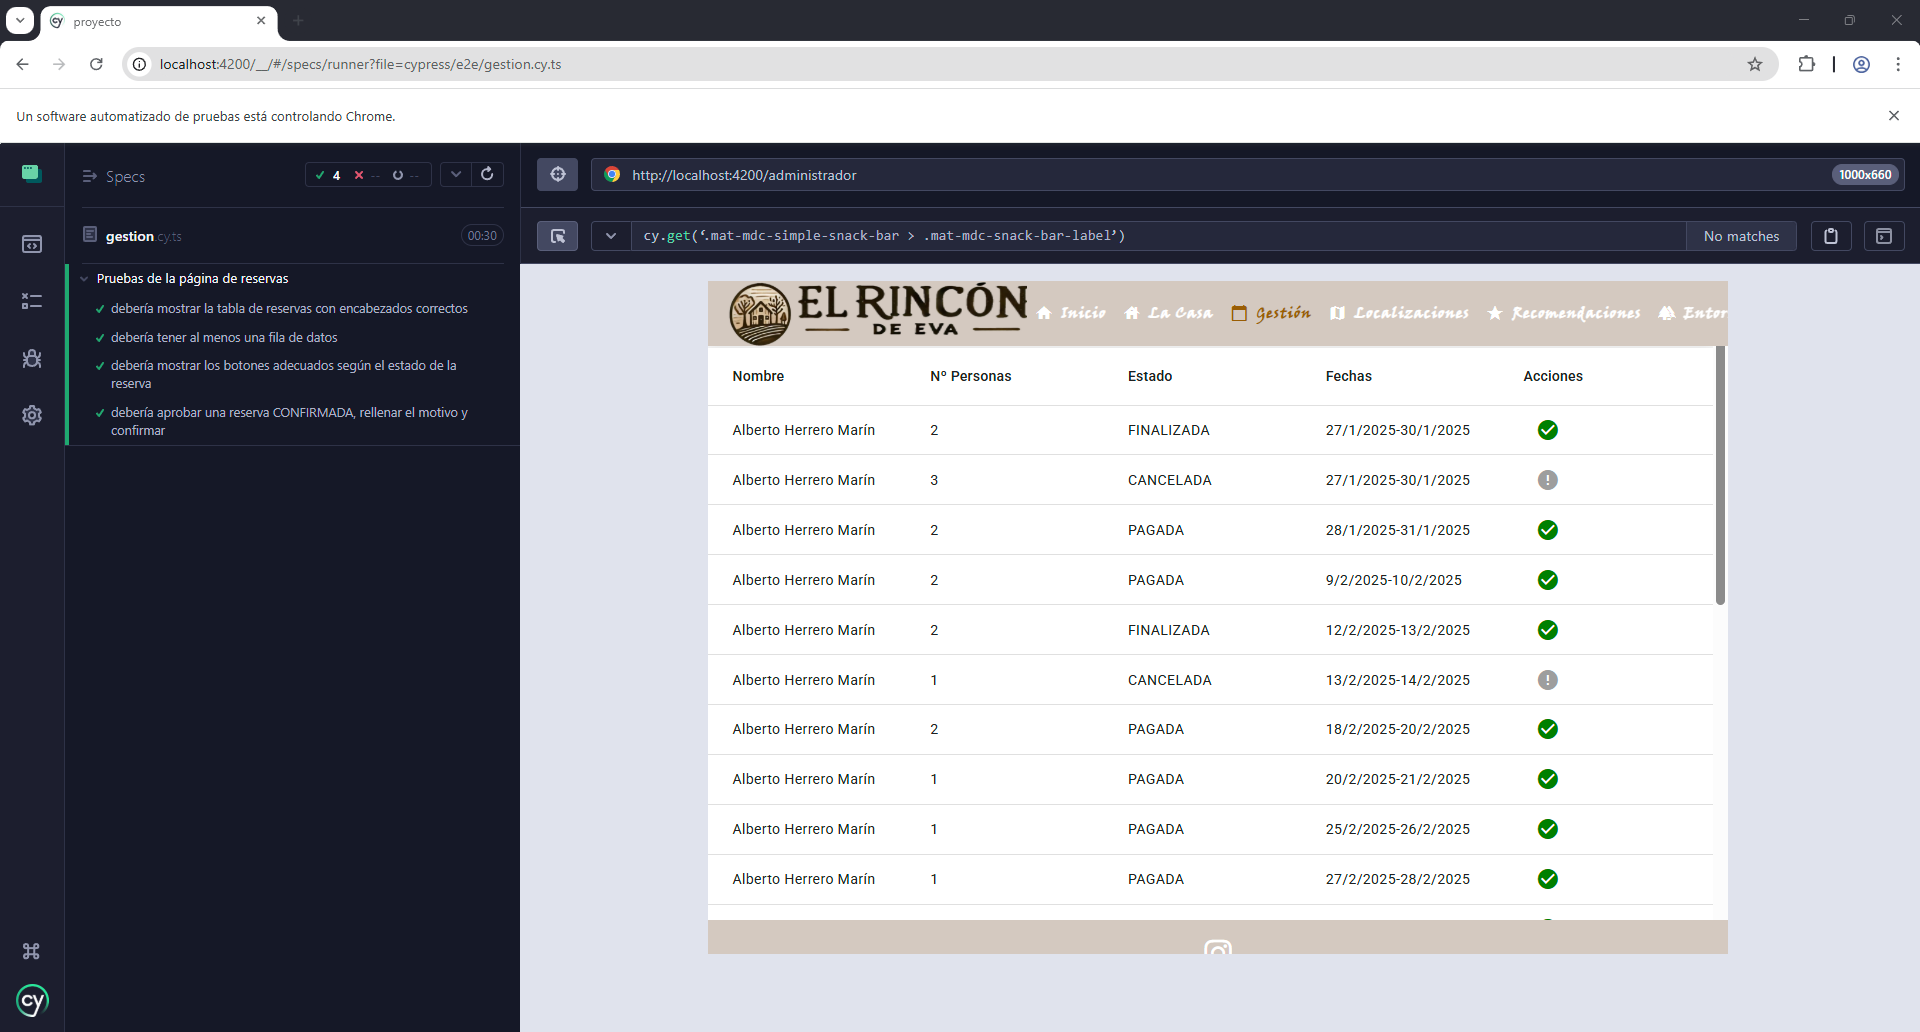 proyecto
localhost:4200/__/#/specs/runner?file=cypress/e2e/gestion.cy.ts
Un software automatizado de pruebas está controlando Chrome.
Specs
4 -- --
http://localhost:4200/administrador
1000x660
gestion.cy.ts
00:30
cy.get(‘.mat-mdc-simple-snack-bar > .mat-mdc-snack-bar-label’)
No matches
Pruebas de la página de reservas
debería mostrar la tabla de reservas con encabezados correctos
debería tener al menos una fila de datos
debería mostrar los botones adecuados según el estado de la
reserva
debería aprobar una reserva CONFIRMADA, rellenar el motivo y
confirmar
cy
EL RINCÓN
DE EVA
Inicio La Casa Gestión Localizaciones Recomendaciones Entor
Nombre Nº Personas Estado Fechas Acciones
Alberto Herrero Marín 2 FINALIZADA 27/1/2025-30/1/2025
Alberto Herrero Marín 3 CANCELADA 27/1/2025-30/1/2025
Alberto Herrero Marín 2 PAGADA 28/1/2025-31/1/2025
Alberto Herrero Marín 2 PAGADA 9/2/2025-10/2/2025
Alberto Herrero Marín 2 FINALIZADA 12/2/2025-13/2/2025
Alberto Herrero Marín 1 CANCELADA 13/2/2025-14/2/2025
Alberto Herrero Marín 2 PAGADA 18/2/2025-20/2/2025
Alberto Herrero Marín 1 PAGADA 20/2/2025-21/2/2025
Alberto Herrero Marín 1 PAGADA 25/2/2025-26/2/2025
Alberto Herrero Marín 1 PAGADA 27/2/2025-28/2/2025